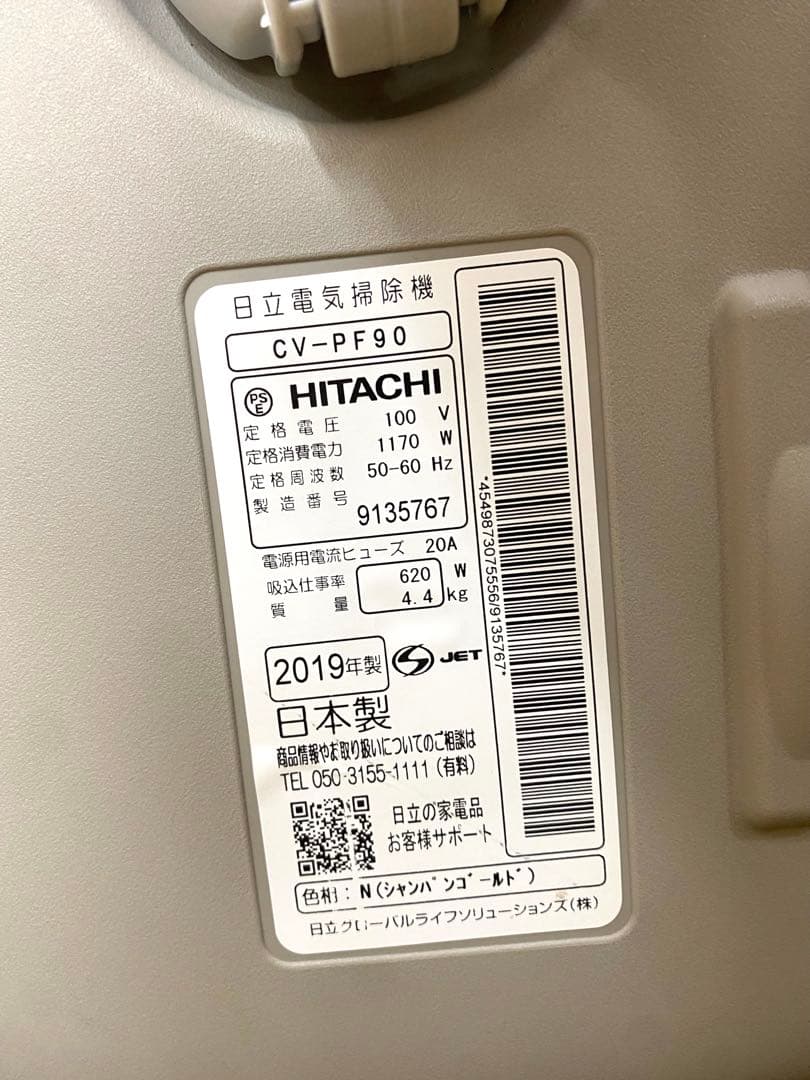 日立電気掃除機
CV-PF90
PSE HITACHI
定格電圧 100 V
定格消費電力 1170 W
定格周波数 50-60 Hz
製造番号 9135767
電源用電流ヒューズ 20A
吸込仕事率 620 W
質量 4.4 kg
2019年製 S JET
日本製
商品情報やお取り扱いについてのご相談は
TEL 050-3155-1111 (有料)
日立の家電品
お客様サポート
色相：N(シャンパンゴールド)
日立グローバルライフソリューションズ(株)
*4549873075556/9135767*